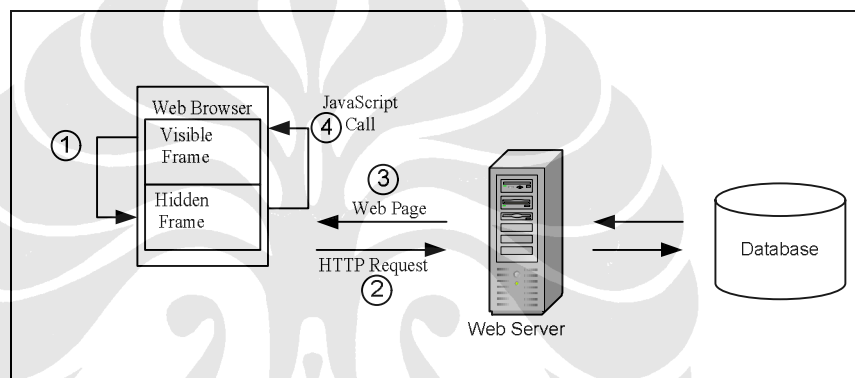 Web Browser
Visible
Frame
Hidden
Frame
1
JavaScript
4 Call
3
Web Page
HTTP Request
2
Web Server
Database